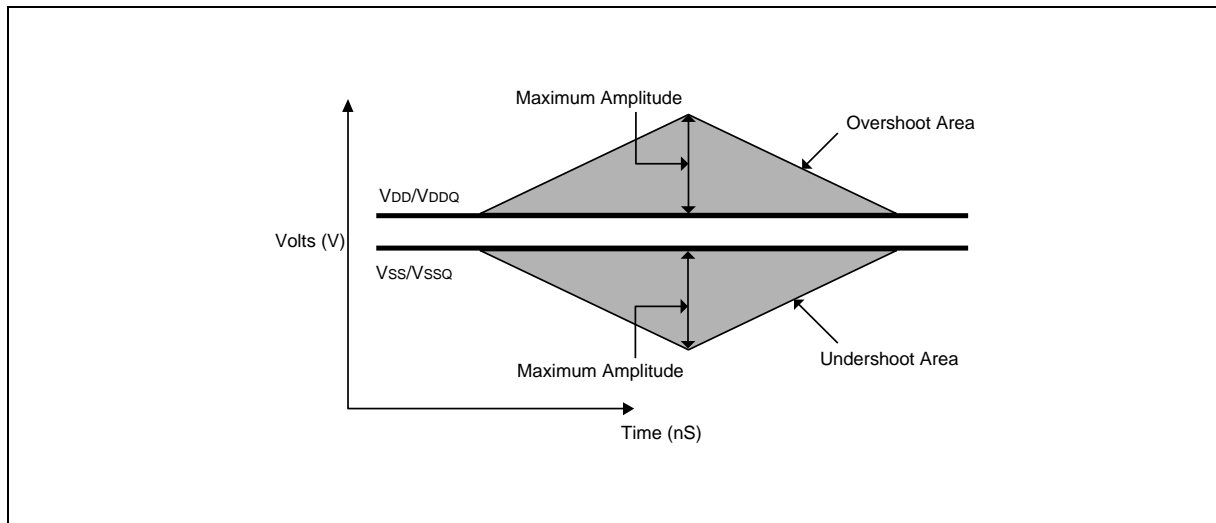 Maximum Amplitude
Overshoot Area
VDD/VDDQ
Volts (V)
VSS/VSSQ
Undershoot Area
Maximum Amplitude
Time (nS)